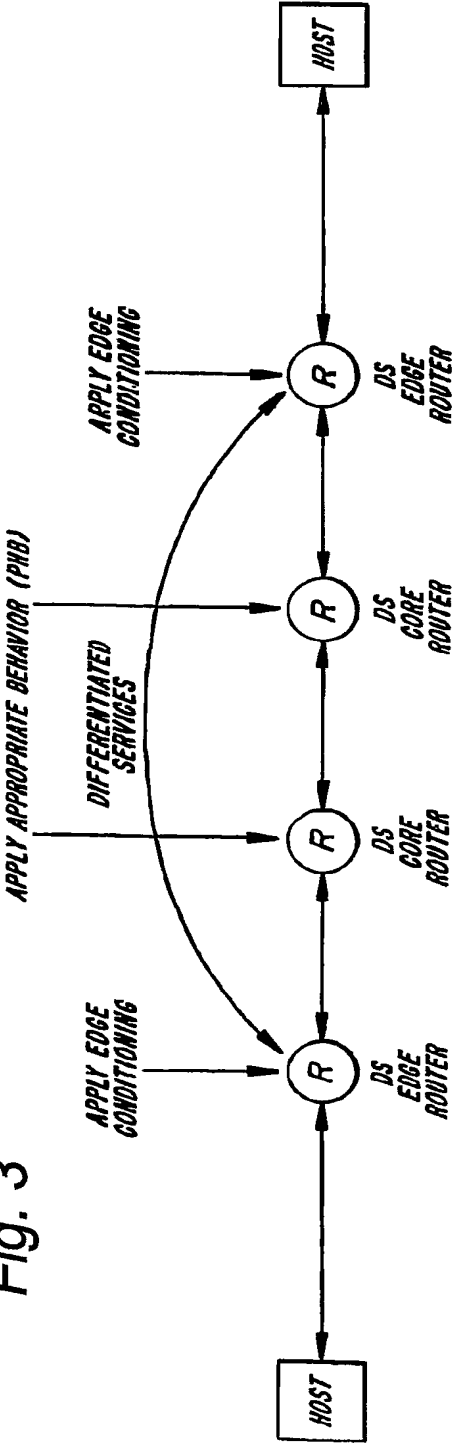 Fig. 3
APPLY APPROPRIATE BEHAVIOR (PHB)
APPLY EDGE
CONDITIONING
DIFFERENTIATED
SERVICES
APPLY EDGE
CONDITIONING
HOST
R
R
R
R
HOST
DS
EDGE
ROUTER
DS
CORE
ROUTER
DS
CORE
ROUTER
DS
EDGE
ROUTER